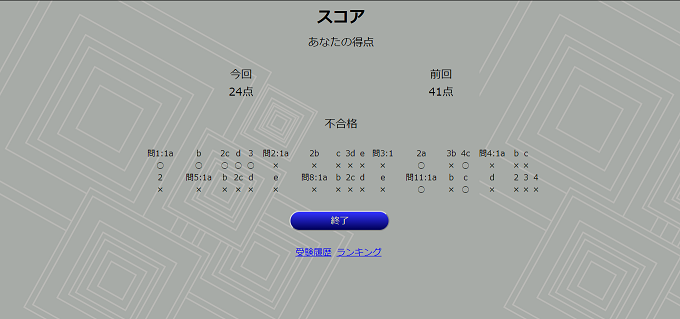 スコア
あなたの得点
今回 前回
24点 41点
不合格
問1:1a b 2c d 3 問2:1a 2b c 3d e 問3:1 2a 3b 4c 問4:1a b c
○ ○ ○ ○ ○ × × × × × × ○ × ○ × × ×
2 問5:1a b 2c d e 問8:1a b 2c d e 問11:1a b c d 2 3 4
× × × × × × × × × × × ○ × ○ × × × ×
終了
受験履歴 ランキング